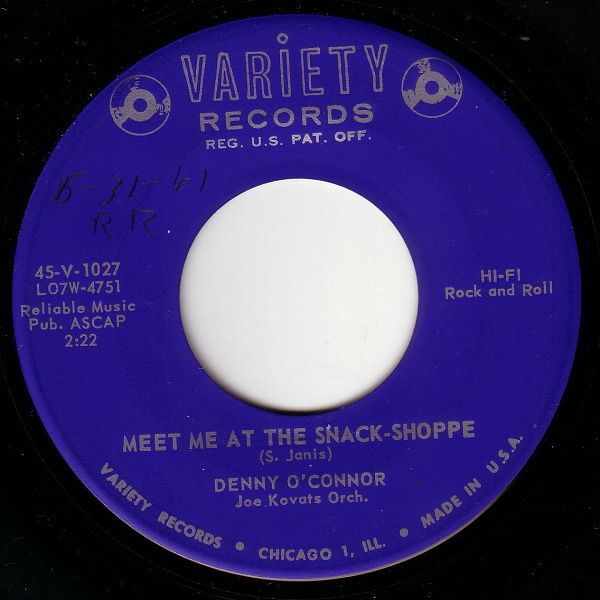 VARiETY
RECORDS
REG. U.S. PAT. OFF.
5-31-61
RR
45-V-1027
LO7W-4751
Reliable Music
Pub. ASCAP
2:22
HI-FI
Rock and Roll
MEET ME AT THE SNACK-SHOPPE
(S. Janis)
DENNY O'CONNOR
Joe Kovats Orch.
VARIETY RECORDS • CHICAGO 1, ILL. • MADE IN U.S.A.